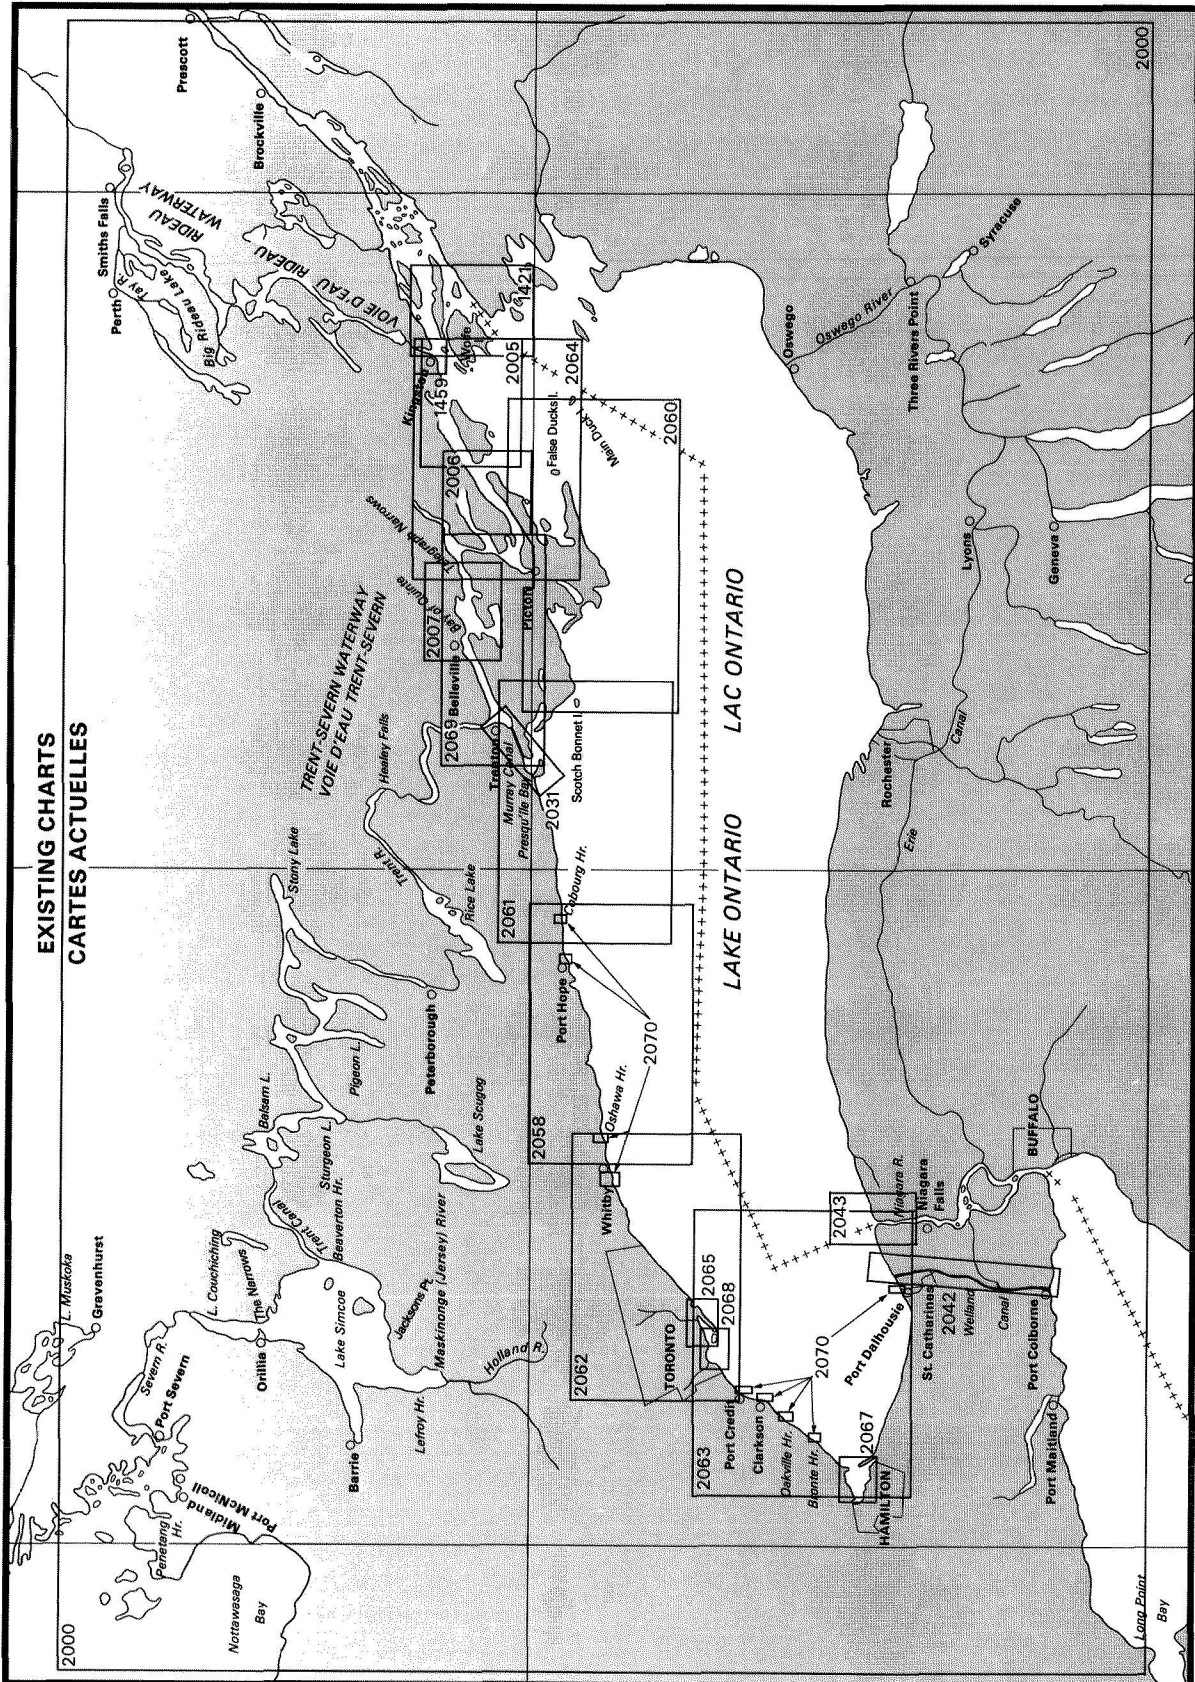 EXISTING CHARTS
CARTES ACTUELLES
2000
2000
Prescott
Brockville
Smiths Falls
Perth
Tay R.
Big Rideau Lake
RIDEAU
WATERWAY
VOIE D'EAU RIDEAU
Kingston
Wolfe
1421
1459
2005
2064
2006
2060
False Ducks I.
Main Duck I.
Telegraph Narrows
Bay of Quinte
2007
Belleville
Picton
2069
Trenton
Murray Canal
Presqu'ile Bay
2031
Scotch Bonnet I.
TRENT-SEVERN WATERWAY
VOIE D'EAU TRENT-SEVERN
Healey Falls
Trent R.
Rice Lake
Stony Lake
2061
Cobourg Hr.
Port Hope
2070
Peterborough
Pigeon L.
Balsam L.
Sturgeon L.
Lake Scugog
2058
Oshawa Hr.
Whitby
L. Muskoka
Gravenhurst
L. Couchiching
The Narrows
Trent Canal
Beaverton Hr.
Severn R.
Port Severn
Orillia
Lake Simcoe
Jacksons Pt.
Maskinonge (Jersey) River
Holland R.
Lefroy Hr.
Barrie
Midland
Port McNicoll
Penetang
Hr.
Nottawasaga
Bay
2062
2065
2068
TORONTO
2063
Port Credit
Clarkson
Oakville Hr.
Bronte Hr.
2070
2067
HAMILTON
Port Dalhousie
St. Catharines
2042
Welland
Canal
Port Colborne
Port Maitland
2043
Niagara R.
Niagara
Falls
BUFFALO
Long Point
Bay
LAKE ONTARIO
LAC ONTARIO
Oswego
Oswego River
Three Rivers Point
Syracuse
Lyons
Geneva
Rochester
Erie
Canal